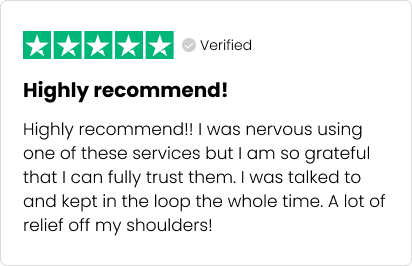 Verified
Highly recommend!
Highly recommend!! I was nervous using
one of these services but I am so grateful
that I can fully trust them. I was talked to
and kept in the loop the whole time. A lot of
relief off my shoulders!